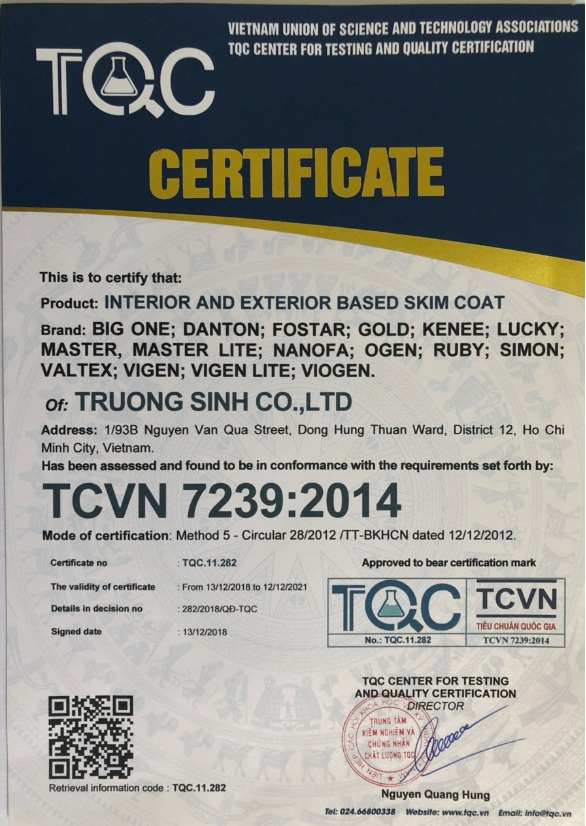 VIETNAM UNION OF SCIENCE AND TECHNOLOGY ASSOCIATIONS
TQC CENTER FOR TESTING AND QUALITY CERTIFICATION
TQC
CERTIFICATE
This is to certify that:
Product: INTERIOR AND EXTERIOR BASED SKIM COAT
Brand: BIG ONE; DANTON; FOSTAR; GOLD; KENEE; LUCKY;
MASTER, MASTER LITE; NANOFA; OGEN; RUBY; SIMON;
VALTEX; VIGEN; VIGEN LITE; VIOGEN.
Of: TRUONG SINH CO.,LTD
Address: 1/93B Nguyen Van Qua Street, Dong Hung Thuan Ward, District 12, Ho Chi
Minh City, Vietnam.
Has been assessed and found to be in conformance with the requirements set forth by:
TCVN 7239:2014
Mode of certification: Method 5 - Circular 28/2012 /TT-BKHCN dated 12/12/2012.
Certificate no : TQC.11.282
The validity of certificate : From 13/12/2018 to 12/12/2021
Details in decision no : 282/2018/QĐ-TQC
Signed date : 13/12/2018
Approved to bear certification mark
TQC
No.: TQC.11.282
TCVN
TIÊU CHUẨN QUỐC GIA
TCVN 7239:2014
TQC CENTER FOR TESTING
AND QUALITY CERTIFICATION
DIRECTOR
TRUNG TÂM
KIỂM NGHIỆM VÀ
CHỨNG NHẬN
CHẤT LƯỢNG TQC
Nguyen Quang Hung
Retrieval information code : TQC.11.282
Tel: 024.66800338 Website: www.tqc.vn Email: info@tqc.vn